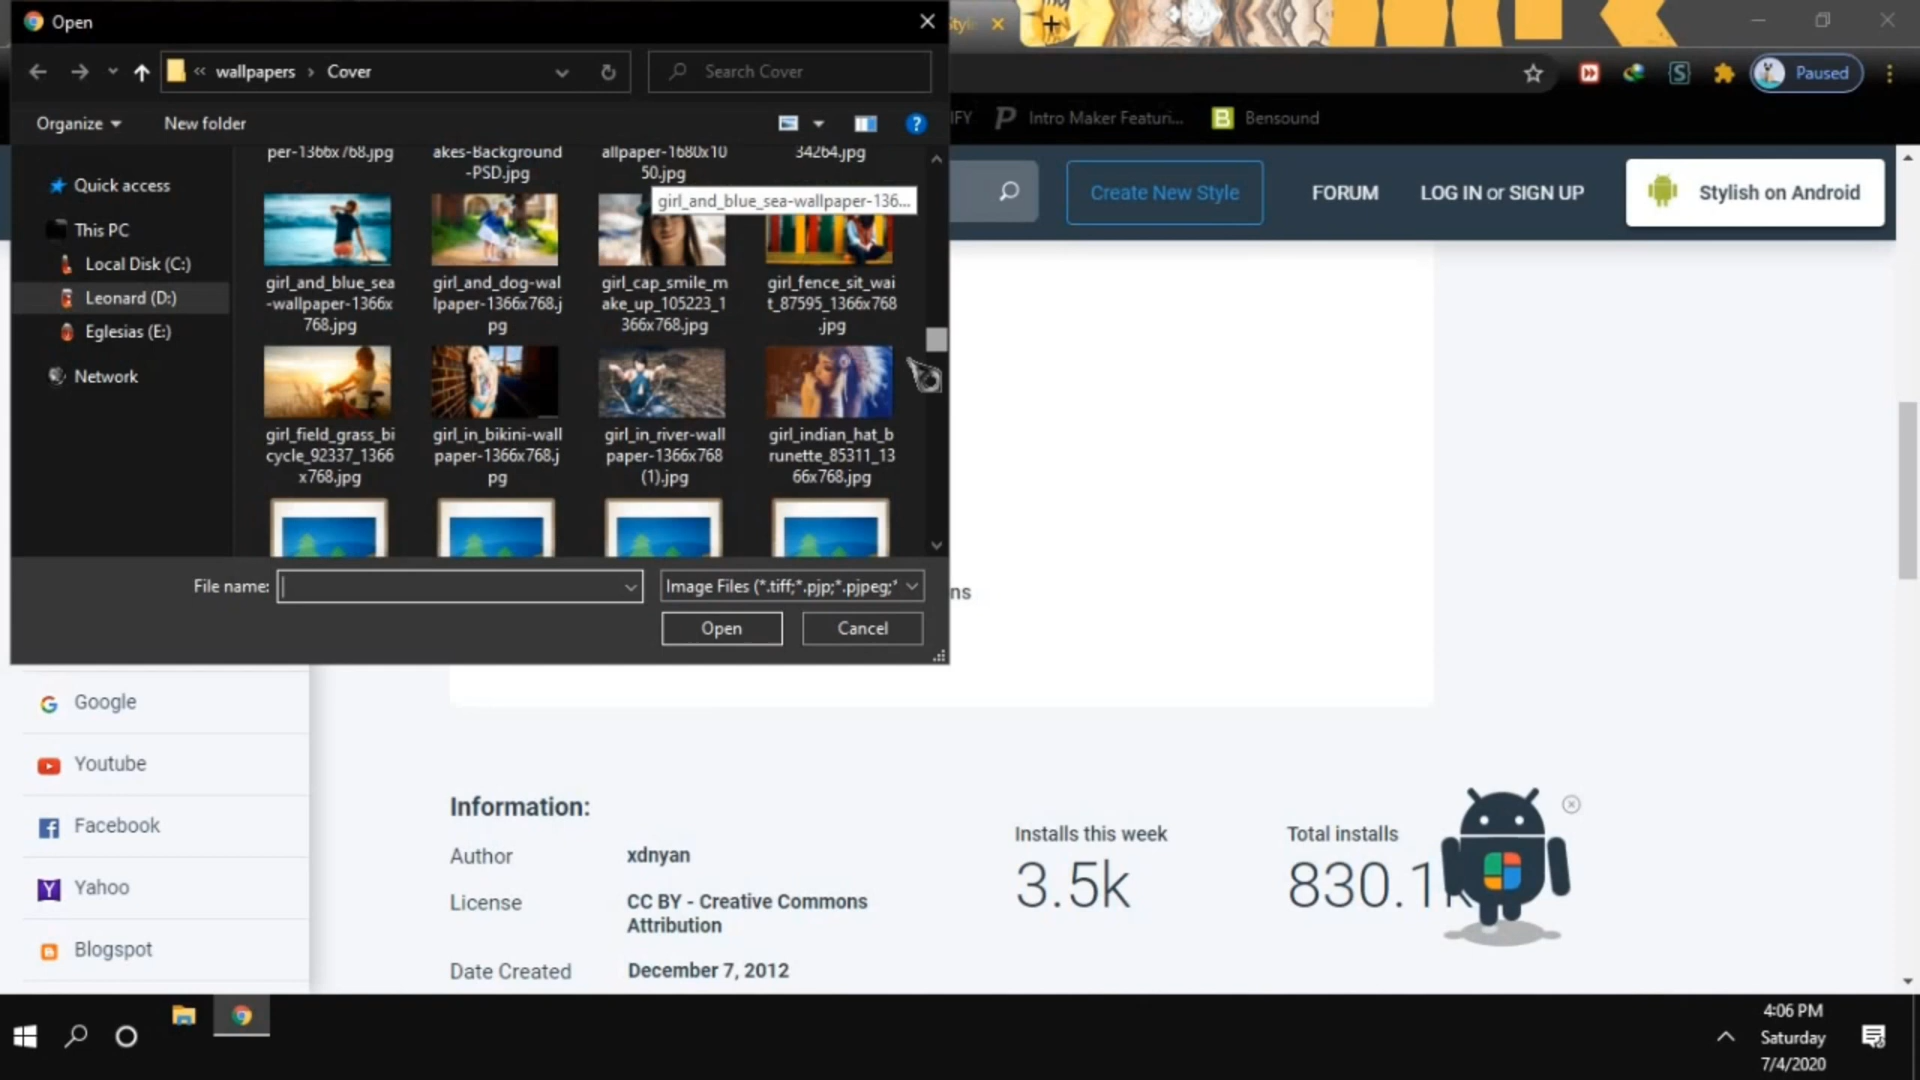 Open
wallpapers › Cover
Search Cover
Paused
Organize
New folder
Intro Maker Featuri...
Bensound
per-1366x768.jpg
akes-Background
-PSD.jpg
allpaper-1680x10
50.jpg
34264.jpg
girl_and_blue_sea-wallpaper-136...
Quick access
This PC
Local Disk (C:)
Leonard (D:)
Eglesias (E:)
Network
girl_and_blue_sea
-wallpaper-1366x
768.jpg
girl_and_dog-wal
lpaper-1366x768.j
pg
girl_cap_smile_m
ake_up_105223_1
366x768.jpg
girl_fence_sit_wai
t_87595_1366x768
.jpg
girl_field_grass_bi
cycle_92337_1366
x768.jpg
girl_in_bikini-wall
paper-1366x768.j
pg
girl_in_river-wall
paper-1366x768
(1).jpg
girl_indian_hat_b
runette_85311_13
66x768.jpg
File name:
Image Files (*.tiff;*.pjp;*.pjpeg;*
Open
Cancel
Create New Style
FORUM
LOG IN or SIGN UP
Stylish on Android
ns
Google
Youtube
Facebook
Yahoo
Blogspot
Information:
Author
xdnyan
License
CC BY - Creative Commons
Attribution
Date Created
December 7, 2012
Installs this week
3.5k
Total installs
830.1k
4:06 PM
Saturday
7/4/2020